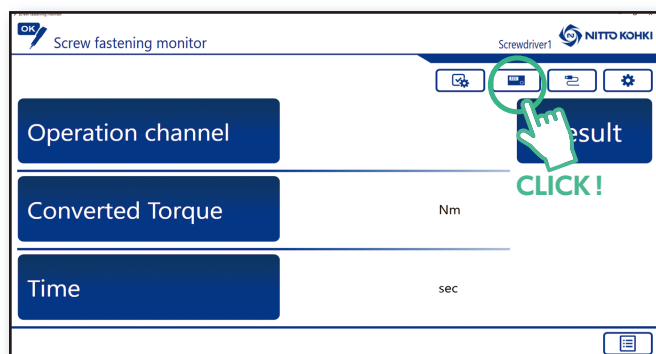 OK
Screw fastening monitor
Screwdriver1
NITTO KOHKI
Operation channel
esult
CLICK!
Converted Torque
Nm
Time
sec